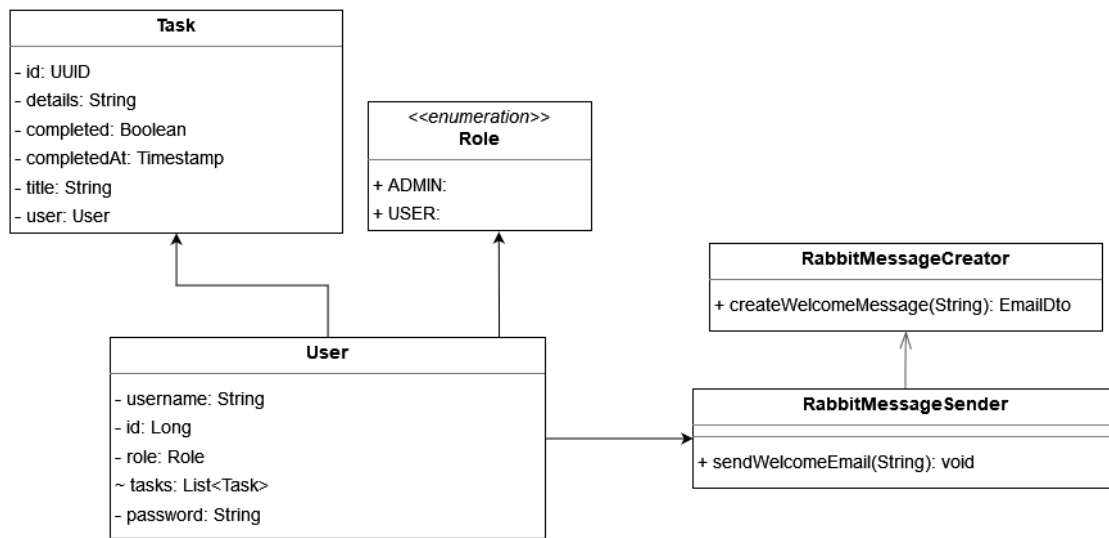 Task
- id: UUID
- details: String
- completed: Boolean
- completedAt: Timestamp
- title: String
- user: User
<<enumeration>>
Role
+ ADMIN:
+ USER:
RabbitMessageCreator
+ createWelcomeMessage(String): EmailDto
User
- username: String
- id: Long
- role: Role
~ tasks: List<Task>
- password: String
RabbitMessageSender
+ sendWelcomeEmail(String): void